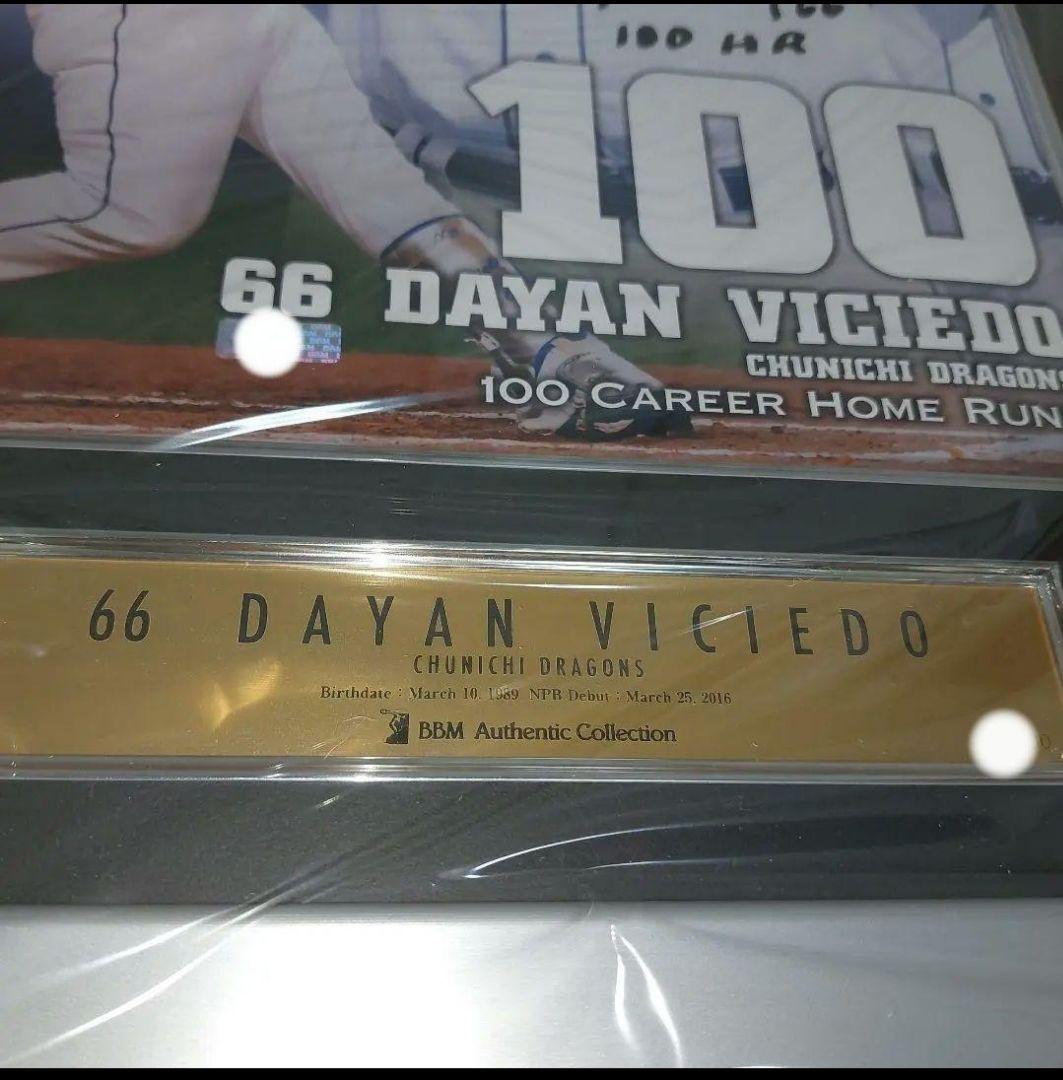 100 HR
100
66 DAYAN VICIEDO
CHUNICHI DRAGONS
100 CAREER HOME RUN
66 DAYAN VICIEDO
CHUNICHI DRAGONS
Birthdate : March 10, 1989 NPB Debut : March 25, 2016
BBM Authentic Collection